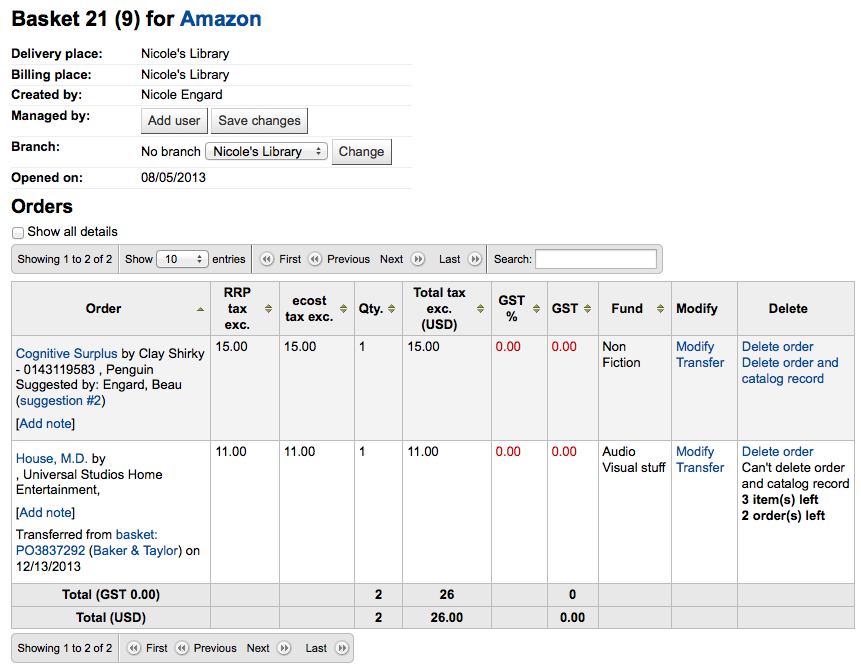 Basket 21 (9) for Amazon
Delivery place: Nicole's Library
Billing place: Nicole's Library
Created by: Nicole Engard
Managed by: Add user Save changes
Branch: No branch Nicole's Library Change
Opened on: 08/05/2013
Orders
Show all details
Showing 1 to 2 of 2 Show 10 entries First Previous Next Last Search:
Order RRP tax exc. ecost tax exc. Qty. Total tax exc. (USD) GST % GST Fund Modify Delete
Cognitive Surplus by Clay Shirky 15.00 15.00 1 15.00 0.00 0.00 Non Modify Delete order
- 0143119583 , Penguin Fiction Transfer Delete order and
Suggested by: Engard, Beau catalog record
(suggestion #2)
[Add note]
House, M.D. by 11.00 11.00 1 11.00 0.00 0.00 Audio Modify Delete order
, Universal Studios Home Visual stuff Transfer Can't delete order
Entertainment, and catalog record
3 item(s) left
[Add note] 2 order(s) left
Transferred from basket:
PO3837292 (Baker & Taylor) on
12/13/2013
Total (GST 0.00) 2 26 0
Total (USD) 2 26.00 0.00
Showing 1 to 2 of 2 First Previous Next Last